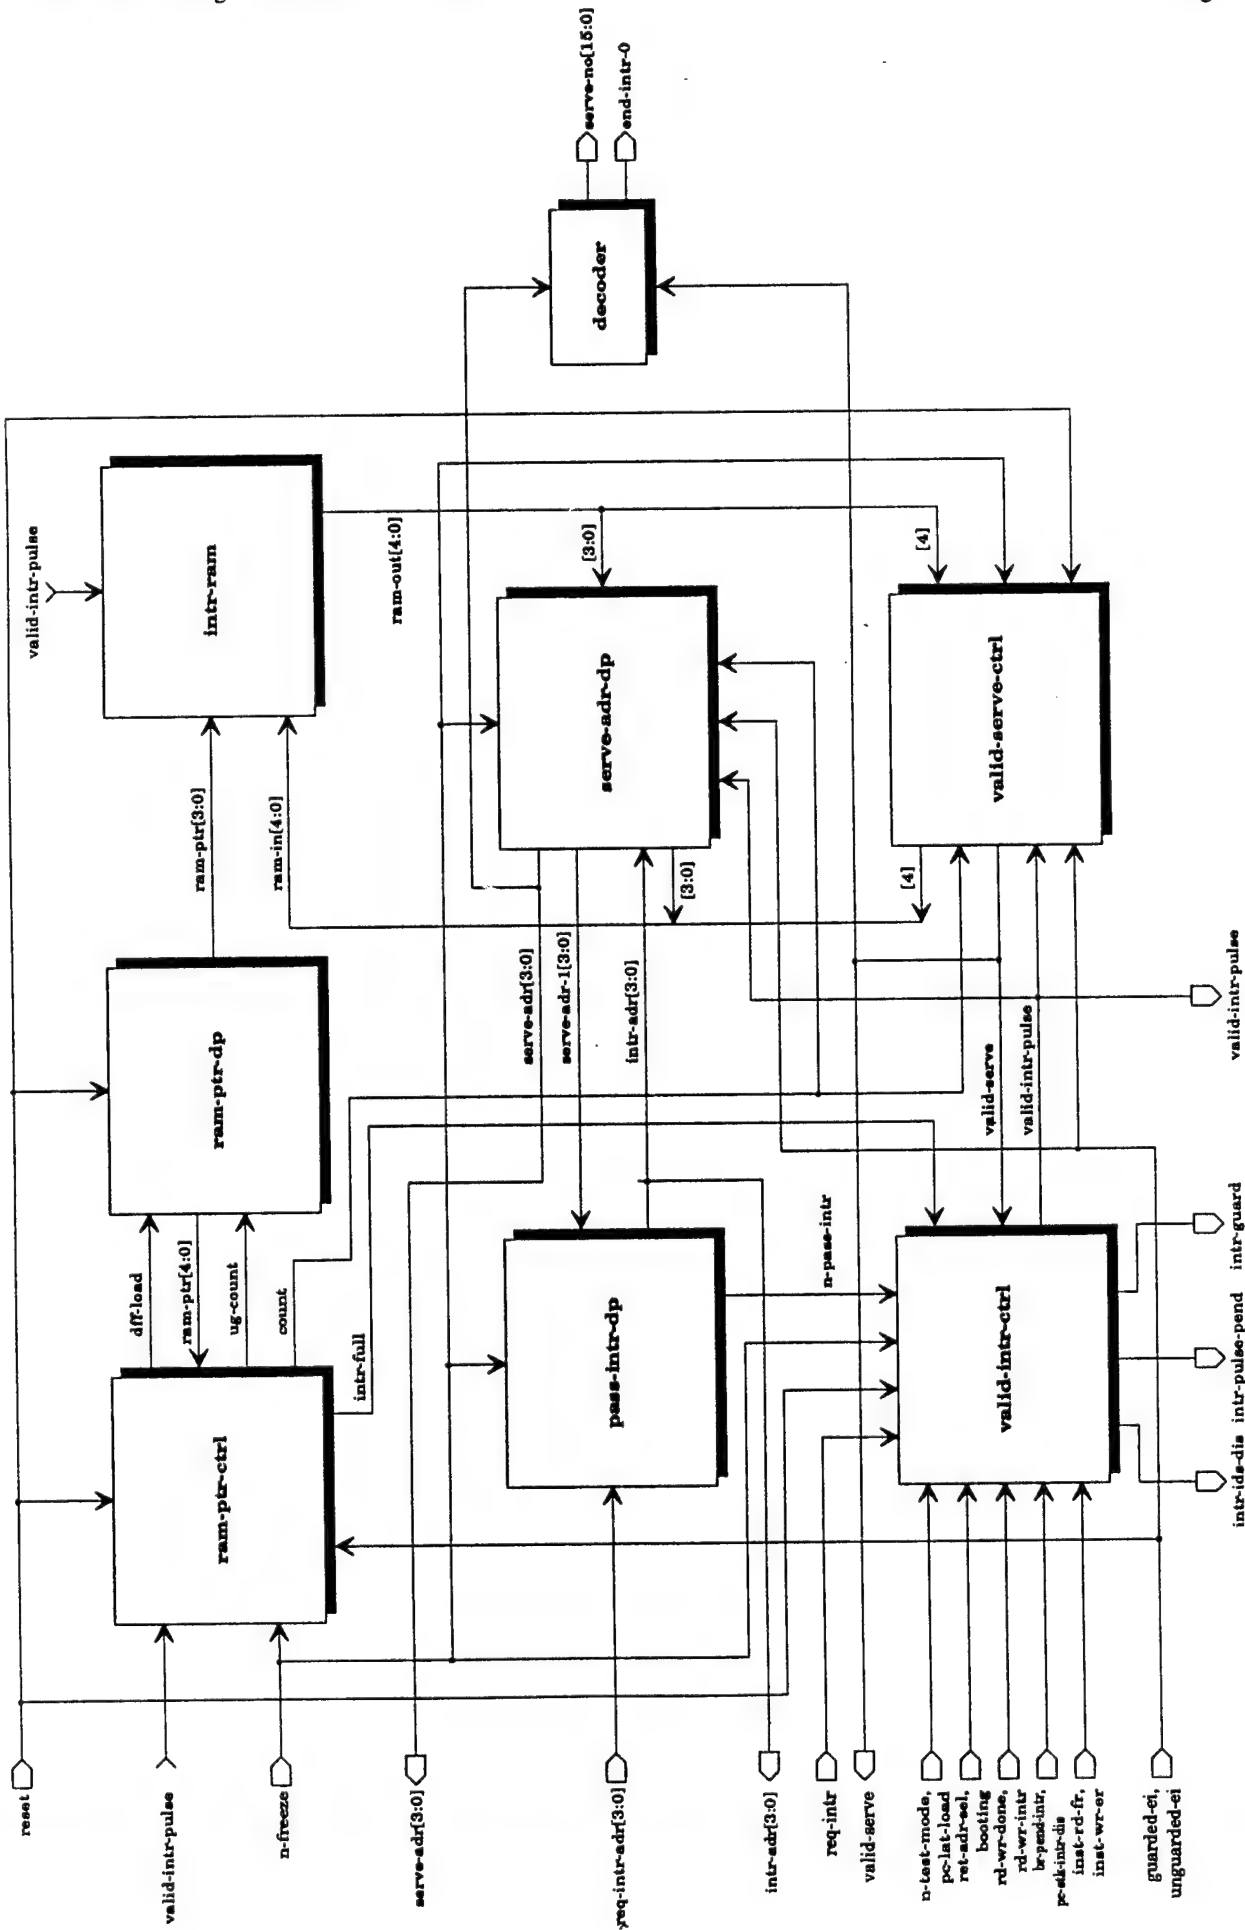 serve-no[15:0]
end-intr-0
decoder
valid-intr-pulse
intr-ram
ram-out[4:0]
[3:0]
[4]
serve-adr-dp
valid-serve-ctrl
ram-ptr[3:0]
ram-in[4:0]
[3:0]
[4]
ram-ptr-dp
serve-adr[3:0]
serve-adr-1[3:0]
intr-adr[3:0]
valid-serve
valid-intr-pulse
valid-intr-pulse
dff-load
ram-ptr[4:0]
ug-count
count
intr-full
n-pass-intr
ram-ptr-ctrl
pass-intr-dp
valid-intr-ctrl
intr-guard
intr-pulse-pend
intr-ids-dis
reset
valid-intr-pulse
n-freeze
serve-adr[3:0]
req-intr-adr[3:0]
intr-adr[3:0]
req-intr
valid-serve
n-test-mode,
pc-lat-load
ret-adr-sel,
booting
rd-wr-done,
rd-wr-intr
br-pend-intr,
pc-stk-intr-dis
inst-rd-fr,
inst-wr-er
guarded-ei,
unguarded-ei